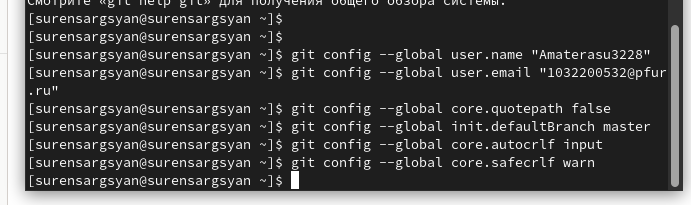 Смотрите «git help git» для получения общего обзора системы.
[surensargsyan@surensargsyan ~]$
[surensargsyan@surensargsyan ~]$
[surensargsyan@surensargsyan ~]$ git config --global user.name "Amaterasu3228"
[surensargsyan@surensargsyan ~]$ git config --global user.email "1032200532@pfur
.ru"
[surensargsyan@surensargsyan ~]$ git config --global core.quotepath false
[surensargsyan@surensargsyan ~]$ git config --global init.defaultBranch master
[surensargsyan@surensargsyan ~]$ git config --global core.autocrlf input
[surensargsyan@surensargsyan ~]$ git config --global core.safecrlf warn
[surensargsyan@surensargsyan ~]$